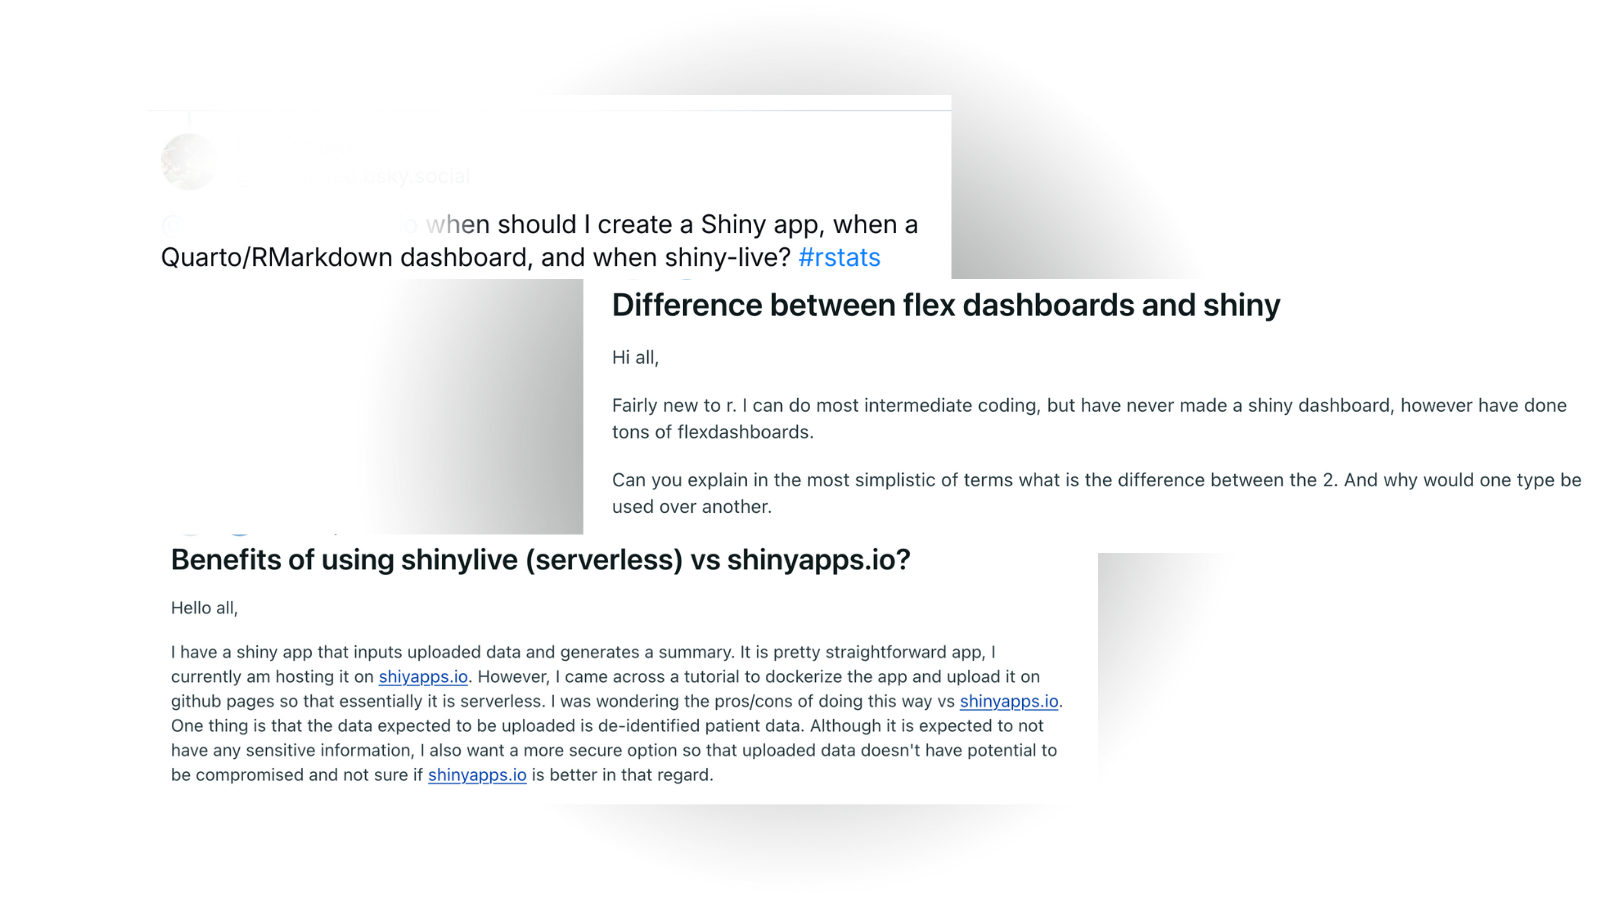 bsky.social
when should I create a Shiny app, when a
Quarto/RMarkdown dashboard, and when shiny-live? #rstats
Difference between flex dashboards and shiny
Hi all,
Fairly new to r. I can do most intermediate coding, but have never made a shiny dashboard, however have done
tons of flexdashboards.
Can you explain in the most simplistic of terms what is the difference between the 2. And why would one type be
used over another.
Benefits of using shinylive (serverless) vs shinyapps.io?
Hello all,
I have a shiny app that inputs uploaded data and generates a summary. It is pretty straightforward app, I
currently am hosting it on shiyapps.io. However, I came across a tutorial to dockerize the app and upload it on
github pages so that essentially it is serverless. I was wondering the pros/cons of doing this way vs shinyapps.io.
One thing is that the data expected to be uploaded is de-identified patient data. Although it is expected to not
have any sensitive information, I also want a more secure option so that uploaded data doesn't have potential to
be compromised and not sure if shinyapps.io is better in that regard.